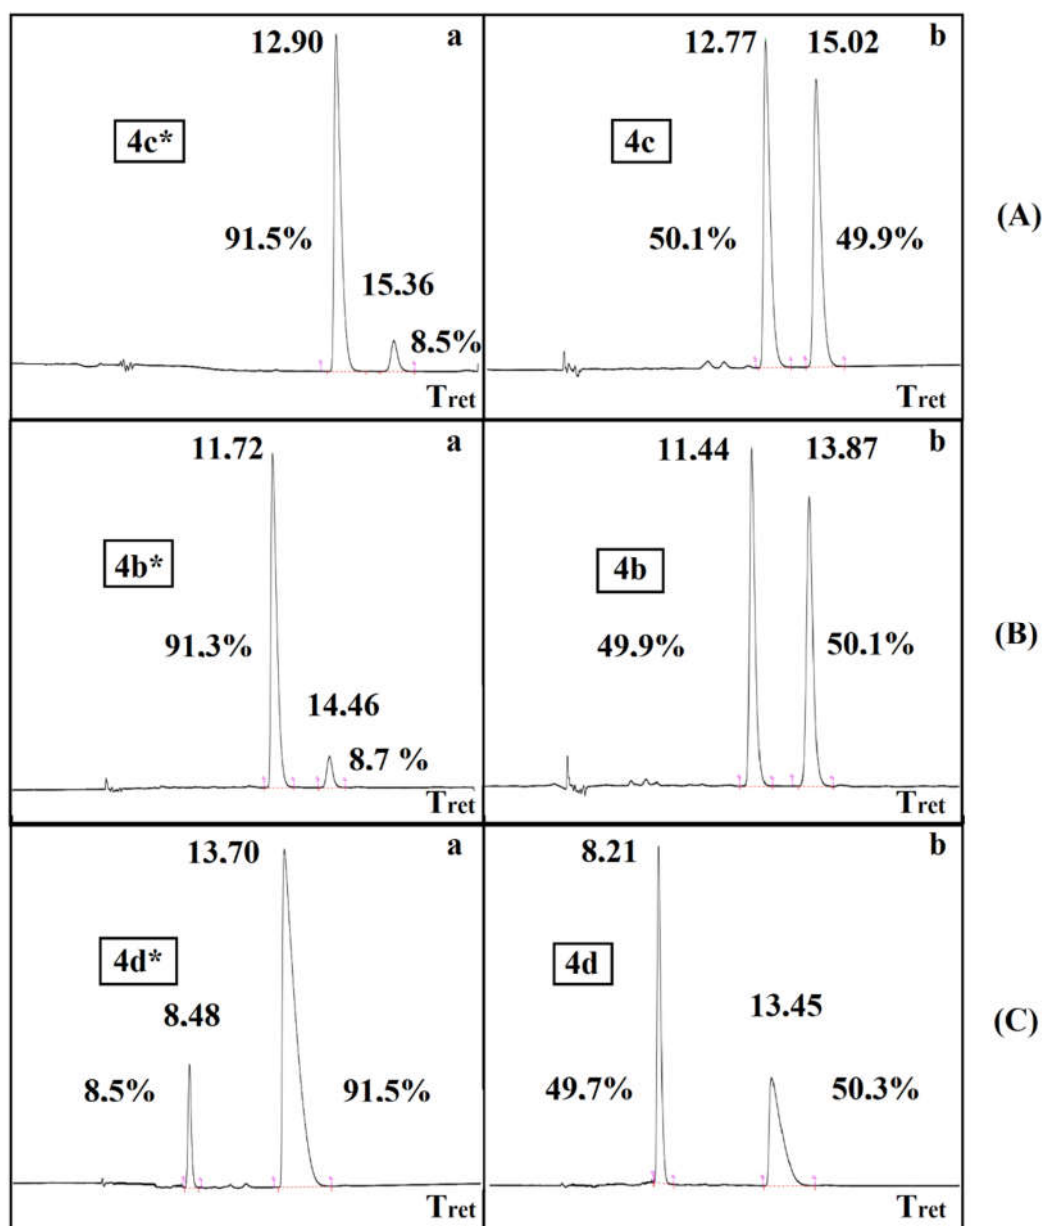 12.90 a
4c*
91.5%
15.36
8.5%
Tret
12.77 15.02 b
4c
50.1% 49.9%
Tret
(A)
11.72 a
4b*
91.3%
14.46
8.7 %
Tret
11.44 13.87 b
4b
49.9% 50.1%
Tret
(B)
13.70 a
4d*
8.48
8.5% 91.5%
Tret
8.21 b
4d
13.45
49.7% 50.3%
Tret
(C)